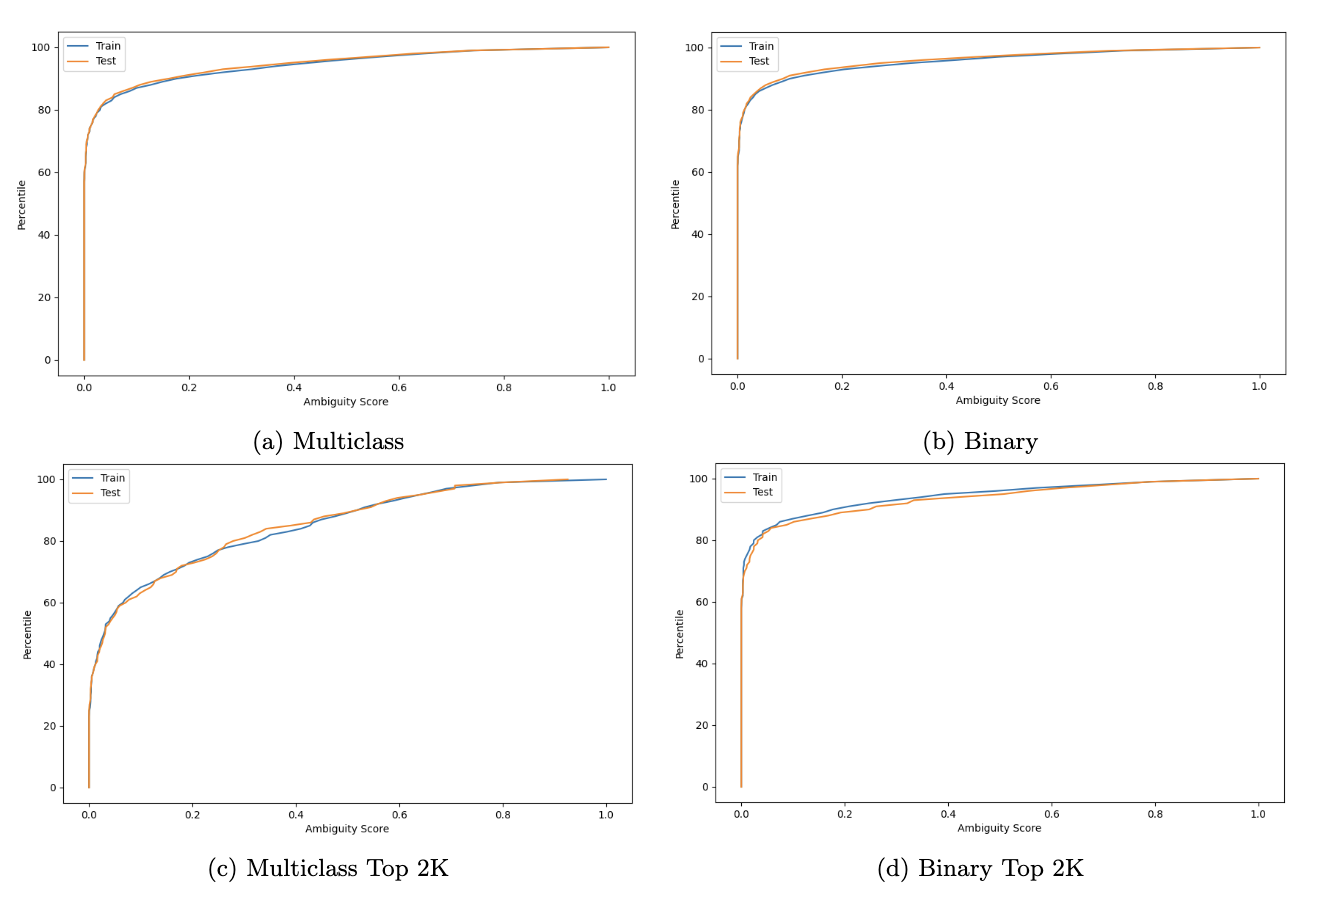 100
80
60
40
20
0
Percentile
Train
Test
0.0 0.2 0.4 0.6 0.8 1.0
Ambiguity Score
(a) Multiclass
100
80
60
40
20
0
Percentile
Train
Test
0.0 0.2 0.4 0.6 0.8 1.0
Ambiguity Score
(b) Binary
100
80
60
40
20
0
Percentile
Train
Test
0.0 0.2 0.4 0.6 0.8 1.0
Ambiguity Score
(c) Multiclass Top 2K
100
80
60
40
20
0
Percentile
Train
Test
0.0 0.2 0.4 0.6 0.8 1.0
Ambiguity Score
(d) Binary Top 2K